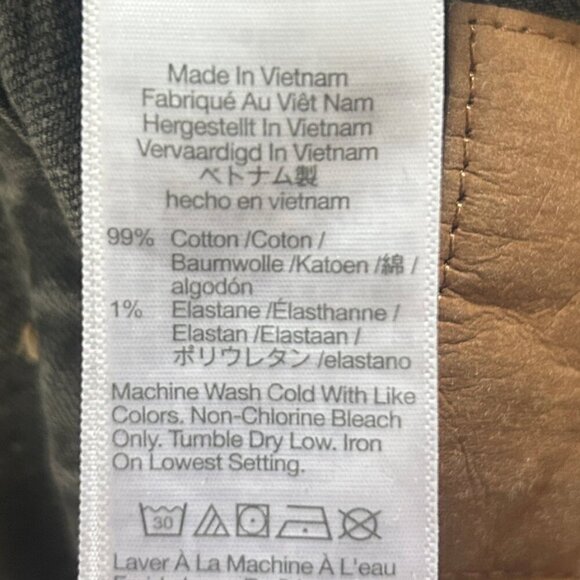 Made In Vietnam
Fabriqué Au Viêt Nam
Hergestellt In Vietnam
Vervaardigd In Vietnam
ベトナム製
hecho en vietnam
99% Cotton /Coton /
Baumwolle /Katoen /綿 /
algodón
1% Elastane /Élasthanne /
Elastan /Elastaan /
ポリウレタン /elastano
Machine Wash Cold With Like
Colors. Non-Chlorine Bleach
Only. Tumble Dry Low. Iron
On Lowest Setting.
30
Laver À La Machine À L'eau